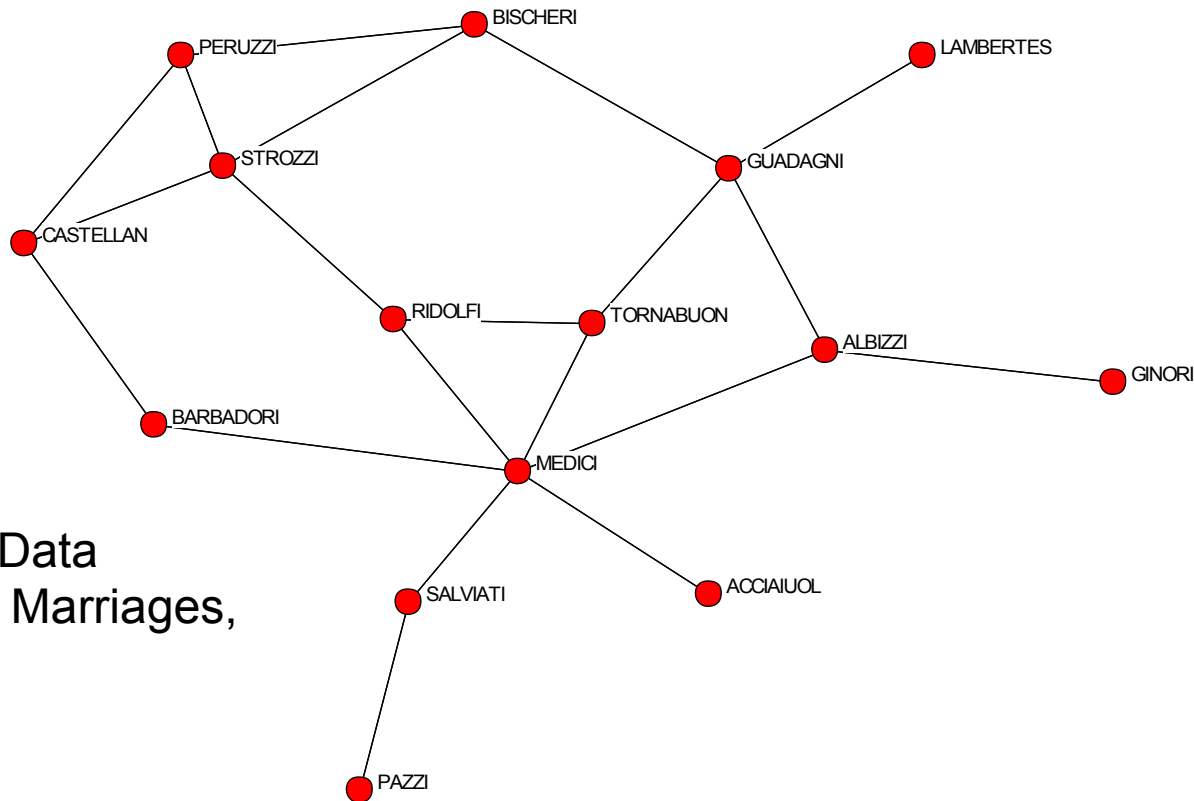 BISCHERI
PERUZZI
LAMBERTES
STROZZI
GUADAGNI
CASTELLAN
RIDOLFI
TORNABUON
ALBIZZI
GINORI
BARBADORI
MEDICI
Data
Marriages,
SALVIATI
ACCIAIUOL
PAZZI